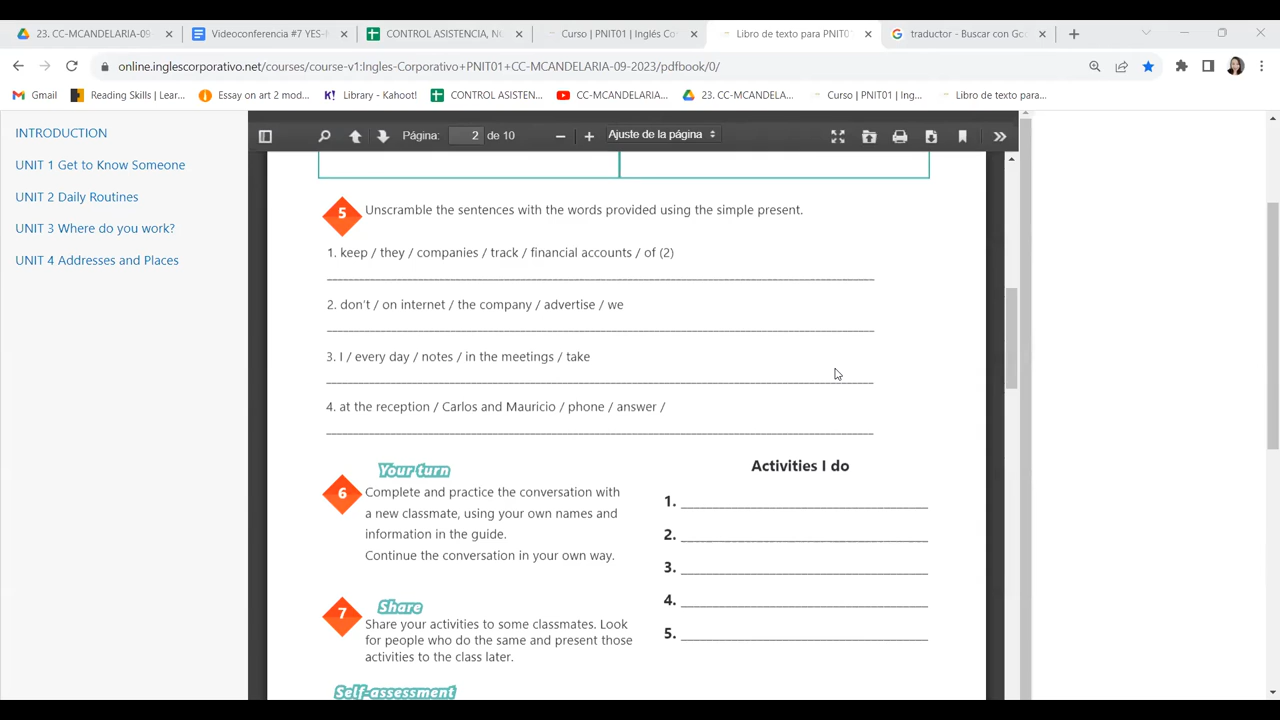 23. CC-MCANDELARIA-09
Videoconferencia #7 YES-
CONTROL ASISTENCIA, N
Curso | PNIT01 | Inglés Co
Libro de texto para PNIT0
traductor - Buscar con Go
online.inglescorporativo.net/courses/course-v1:Ingles-Corporativo+PNIT01+CC-MCANDELARIA-09-2023/pdfbook/0/
Gmail
Reading Skills | Lear...
Essay on art 2 mod...
Library - Kahoot!
CONTROL ASISTEN...
CC-MCANDELARIA...
23. CC-MCANDELA...
Curso | PNIT01 | Ing...
Libro de texto para...
INTRODUCTION
UNIT 1 Get to Know Someone
UNIT 2 Daily Routines
UNIT 3 Where do you work?
UNIT 4 Addresses and Places
Página: 2 de 10
Ajuste de la página
5 Unscramble the sentences with the words provided using the simple present.
1. keep / they / companies / track / financial accounts / of (2)
2. don't / on internet / the company / advertise / we
3. I / every day / notes / in the meetings / take
4. at the reception / Carlos and Mauricio / phone / answer /
Your turn
6 Complete and practice the conversation with
a new classmate, using your own names and
information in the guide.
Continue the conversation in your own way.
Activities I do
1.
2.
3.
4.
5.
Share
7 Share your activities to some classmates. Look
for people who do the same and present those
activities to the class later.
Self-assessment